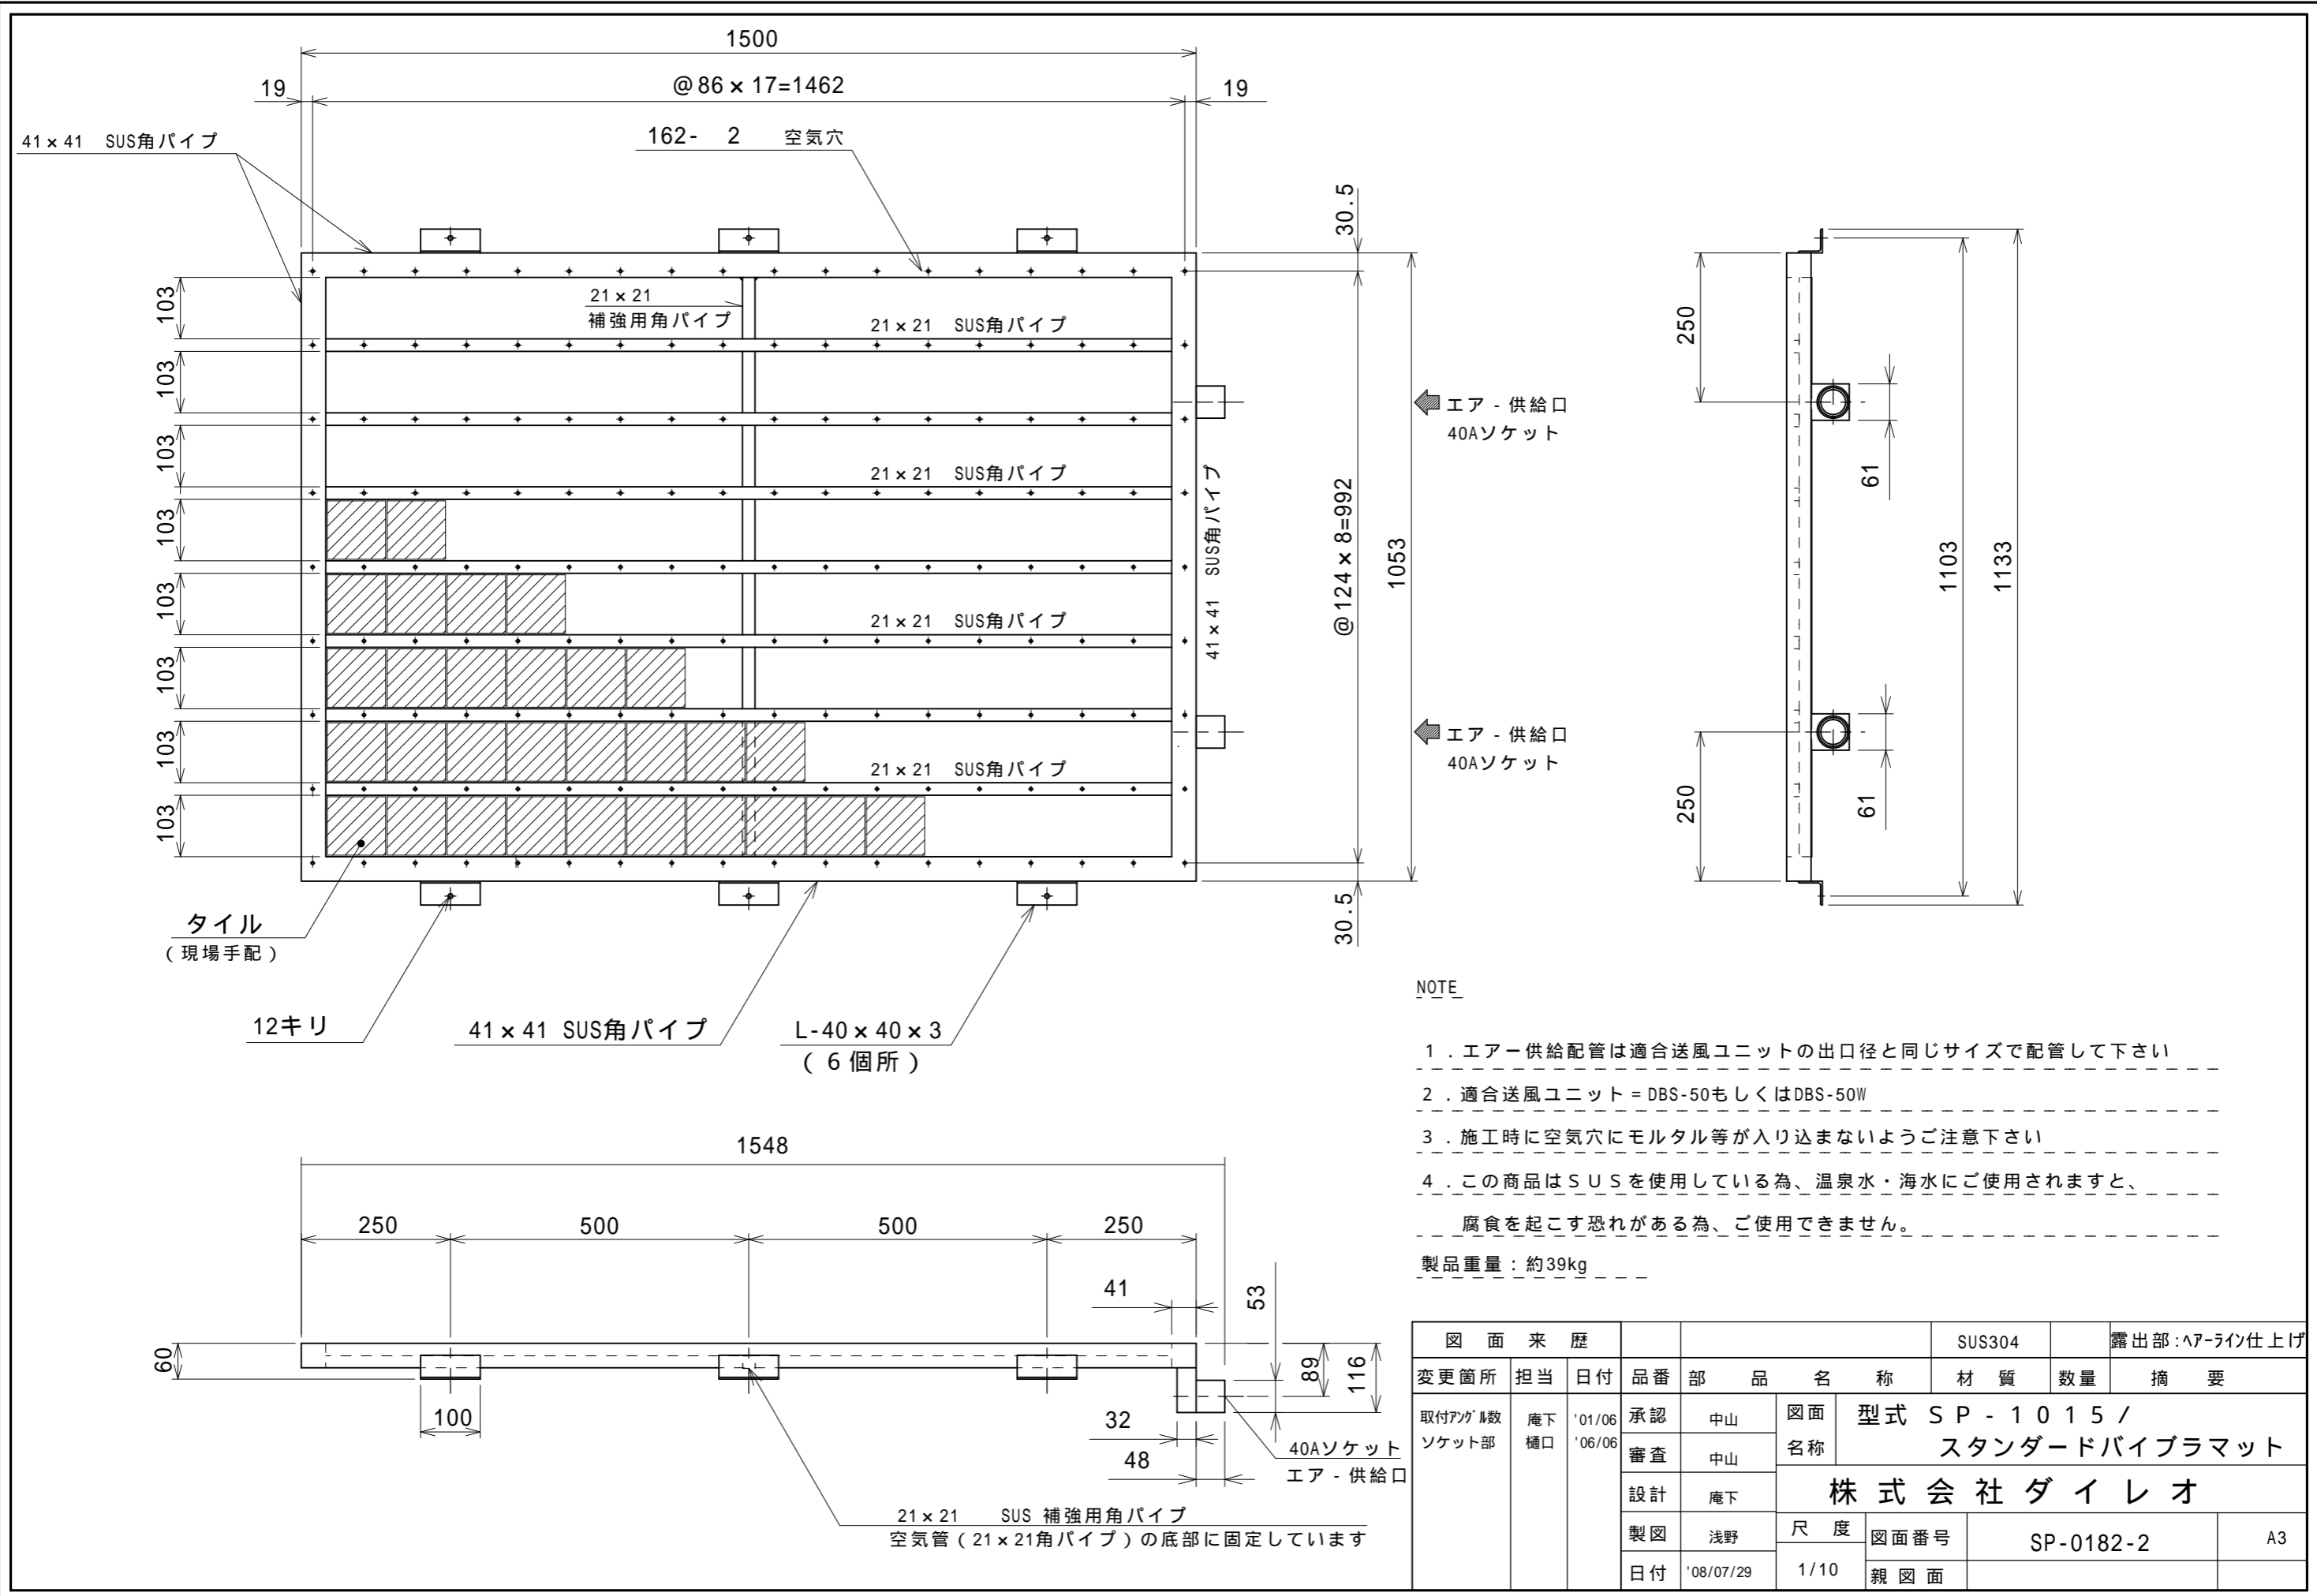 1500
@86×17=1462
19
19
41×41 SUS角パイプ
162- 2 空気穴
30.5
21×21
補強用角パイプ
21×21 SUS角パイプ
21×21 SUS角パイプ
21×21 SUS角パイプ
21×21 SUS角パイプ
103
103
103
103
103
103
103
103
41×41 SUS角パイプ
@124×8=992
1053
30.5
エア-供給口
40Aソケット
エア-供給口
40Aソケット
250
61
250
61
1103
1133
タイル
(現場手配)
12キリ
41×41 SUS角パイプ
L-40×40×3
(6個所)
1548
250
500
500
250
41
53
60
100
89
116
32
48
40Aソケット
エア-供給口
21×21 SUS 補強用角パイプ
空気管(21×21角パイプ)の底部に固定しています
NOTE
1.エアー供給配管は適合送風ユニットの出口径と同じサイズで配管して下さい
2.適合送風ユニット=DBS-50もしくはDBS-50W
3.施工時に空気穴にモルタル等が入り込まないようご注意下さい
4.この商品はSUSを使用している為、温泉水・海水にご使用されますと、
腐食を起こす恐れがある為、ご使用できません。
製品重量:約39kg
図面来歴 SUS304 露出部:ヘアーライン仕上げ
変更箇所 担当 日付 品番 部品名称 材質 数量 摘要
取付アングル数 庵下 '01/06
ソケット部 樋口 '06/06
承認 中山
審査 中山
設計 庵下
製図 浅野
日付 '08/07/29
図面名称 型式 SP-1015/
スタンダードバイブラマット
株式会社ダイレオ
尺度 1/10
図面番号 SP-0182-2 A3
親図面